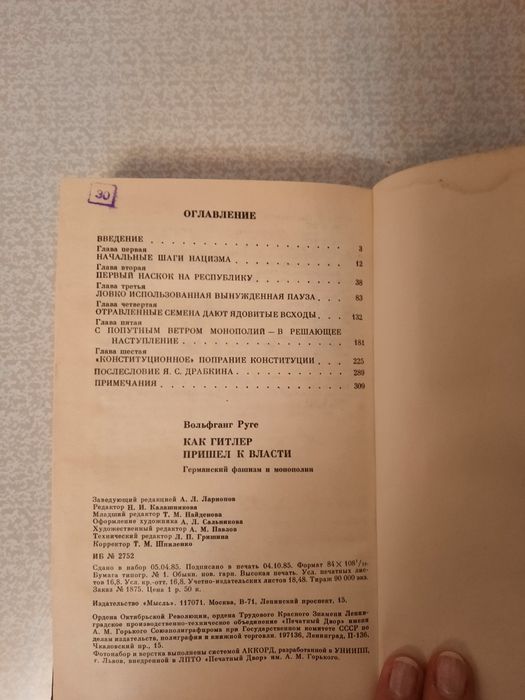 30
ОГЛАВЛЕНИЕ
ВВЕДЕНИЕ . . . . . . . . . . . . . . . . 3
Глава первая
НАЧАЛЬНЫЕ ШАГИ НАЦИЗМА . . . . . . . . . 12
Глава вторая
ПЕРВЫЙ НАСКОК НА РЕСПУБЛИКУ . . . . . . . 38
Глава третья
ЛОВКО ИСПОЛЬЗОВАННАЯ ВЫНУЖДЕННАЯ ПАУЗА . . . 83
Глава четвертая
ОТРАВЛЕННЫЕ СЕМЕНА ДАЮТ ЯДОВИТЫЕ ВСХОДЫ . . . 132
Глава пятая
С ПОПУТНЫМ ВЕТРОМ МОНОПОЛИЙ — В РЕШАЮЩЕЕ
НАСТУПЛЕНИЕ . . . . . . . . . . . . . . 181
Глава шестая
«КОНСТИТУЦИОННОЕ» ПОПРАНИЕ КОНСТИТУЦИИ . . . 225
ПОСЛЕСЛОВИЕ Я. С. ДРАБКИНА . . . . . . . . 289
ПРИМЕЧАНИЯ . . . . . . . . . . . . . . . 309
Вольфганг Руге
КАК ГИТЛЕР
ПРИШЕЛ К ВЛАСТИ
Германский фашизм и монополии
Заведующий редакцией А. Л. Ларионов
Редактор Н. И. Калашникова
Младший редактор Т. М. Найденова
Оформление художника А. Л. Сальникова
Художественный редактор А. М. Павлов
Технический редактор Л. П. Гришина
Корректор Т. М. Шпиленко
ИБ № 2752
Сдано в набор 05.04.85. Подписано в печать 04.10.85. Формат 84 × 108¹/₃₂.
Бумага типогр. № 1. Обыкн. нов. гарн. Высокая печать. Усл. печатных листов 16,8. Усл. кр.-отт. 16,8. Учетно-издательских листов 18,48. Тираж 90 000 экз.
Заказ № 1875. Цена 1 р. 50 к.
Издательство «Мысль». 117071. Москва, В-71, Ленинский проспект, 15.
Ордена Октябрьской Революции, ордена Трудового Красного Знамени Ленинградское производственно-техническое объединение «Печатный Двор» имени
А. М. Горького Союзполиграфпрома при Государственном комитете СССР по
делам издательств, полиграфии и книжной торговли. 197136, Ленинград, П-136,
Чкаловский пр., 15.
Фотонабор и верстка выполнены системой АККОРД, разработанной в УНИИПП,
г. Львов, внедренной в ЛПТО «Печатный Двор» им. А. М. Горького.